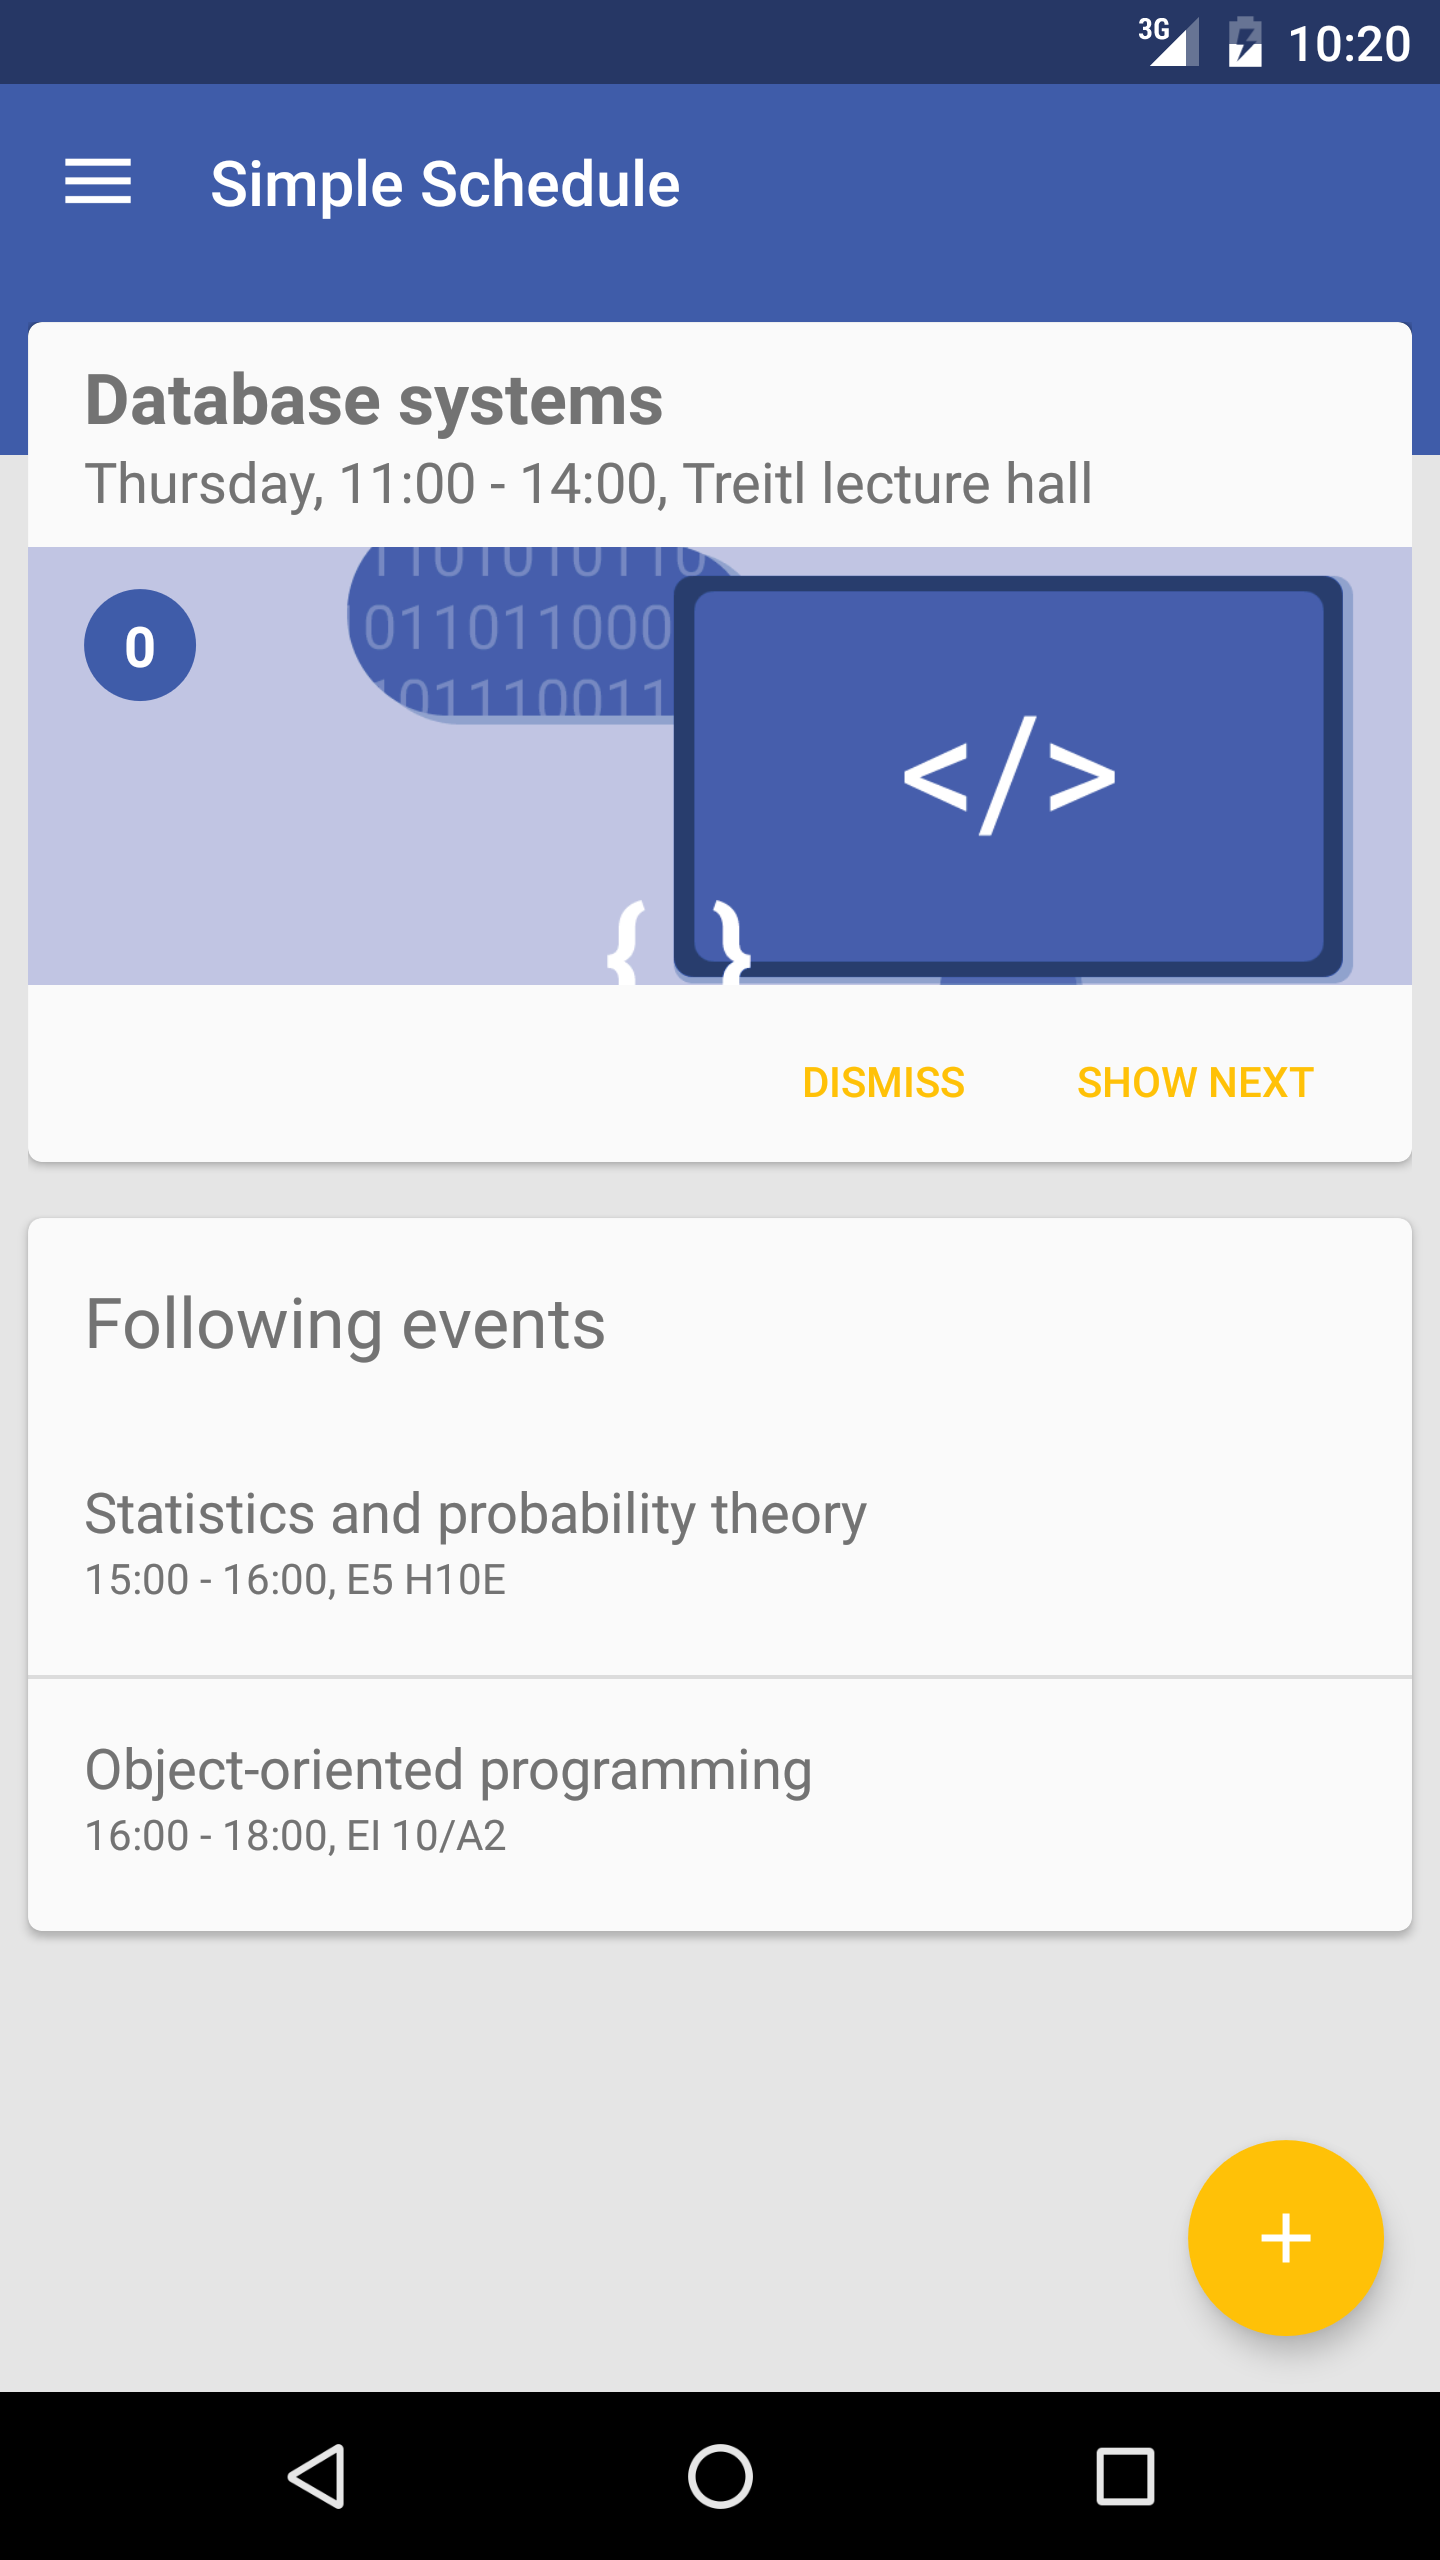 3G 10:20
Simple Schedule
Database systems
Thursday, 11:00 - 14:00, Treitl lecture hall
1101010110
0
011011000
</>
1011100111
{ }
DISMISS SHOW NEXT
Following events
Statistics and probability theory
15:00 - 16:00, E5 H10E
Object-oriented programming
16:00 - 18:00, EI 10/A2
+